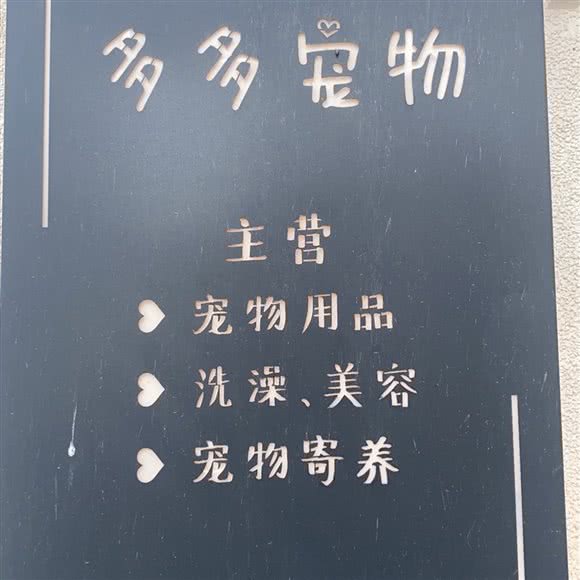 多多宠物
主营
宠物用品
洗澡、美容
宠物寄养